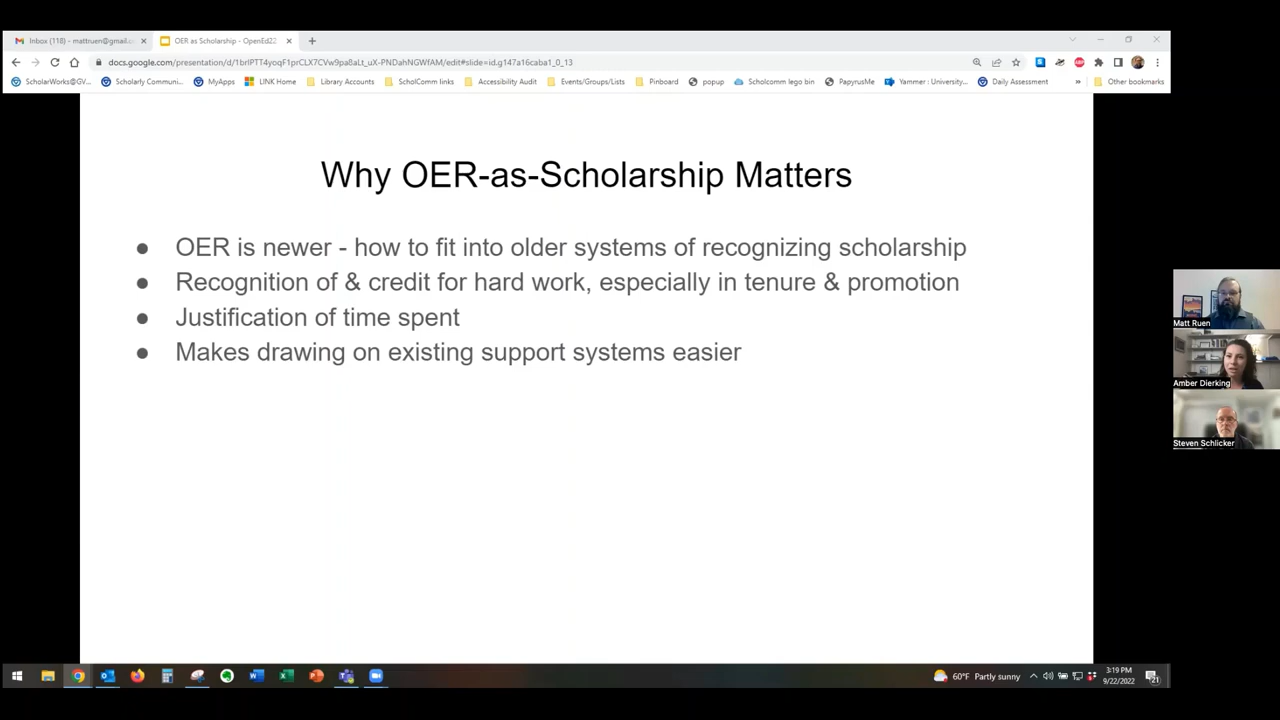 Inbox (118) - mattruen@gmail.
OER as Scholarship - OpenEd22
docs.google.com/presentation/d/1brIPTT4yoqF1prCLX7CVw9pa8aLt_uX-PNDahNGWfAM/edit#slide=id.g147a16caba1_0_13
ScholarWorks@GV... Scholarly Communi... MyApps LINK Home Library Accounts ScholComm links Accessibility Audit Events/Groups/Lists Pinboard popup Scholcomm lego bin PapyrusMe Yammer : University... Daily Assessment » Other bookmarks
Why OER-as-Scholarship Matters
● OER is newer - how to fit into older systems of recognizing scholarship
● Recognition of & credit for hard work, especially in tenure & promotion
● Justification of time spent
● Makes drawing on existing support systems easier
Matt Ruen
Amber Dierking
Steven Schlicker
60°F Partly sunny
3:19 PM
9/22/2022
21